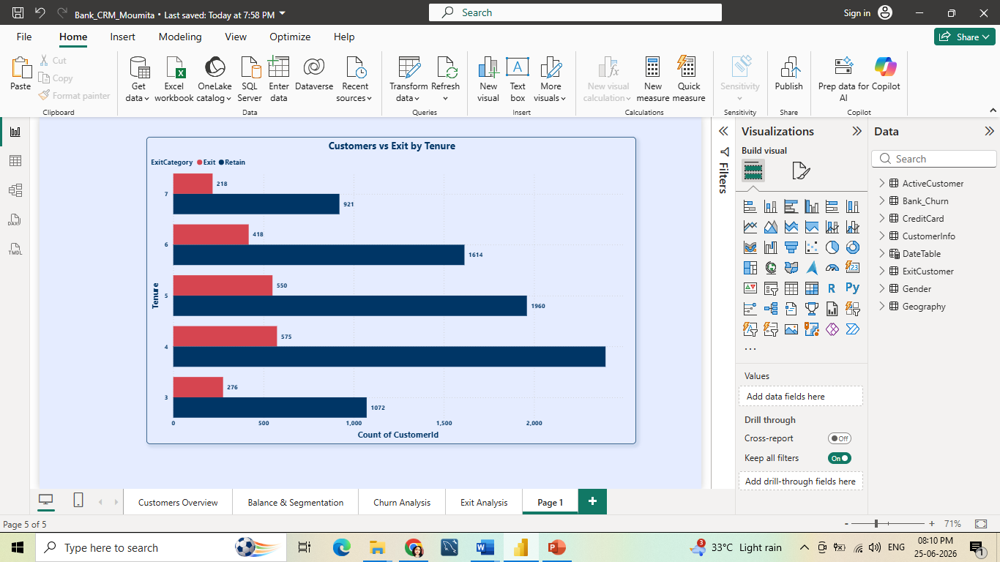 Bank_CRM_Moumita • Last saved: Today at 7:58 PM
Search
Sign in
File Home Insert Modeling View Optimize Help
Share
Paste
Cut
Copy
Format painter
Clipboard
Get data
Excel workbook
OneLake catalog
SQL Server
Enter data
Dataverse
Recent sources
Data
Transform data
Refresh
Queries
New visual
Text box
More visuals
Insert
New visual calculation
New measure
Quick measure
Calculations
Sensitivity
Sensitivity
Publish
Share
Prep data for AI
Copilot
Copilot
DAX
TMDL
Customers vs Exit by Tenure
ExitCategory Exit Retain
Tenure
7
218
921
6
418
1614
5
550
1960
4
575
3
276
1072
0 500 1,000 1,500 2,000
Count of CustomerId
Filters
Visualizations
Build visual
123
R
Py
...
Values
Add data fields here
Drill through
Cross-report
Off
Keep all filters
On
Add drill-through fields here
Data
Search
ActiveCustomer
Bank_Churn
CreditCard
CustomerInfo
DateTable
ExitCustomer
Gender
Geography
Customers Overview
Balance & Segmentation
Churn Analysis
Exit Analysis
Page 1
+
Page 5 of 5
- + 71%
Type here to search
3
33°C Light rain
ENG
08:10 PM
25-06-2026
1